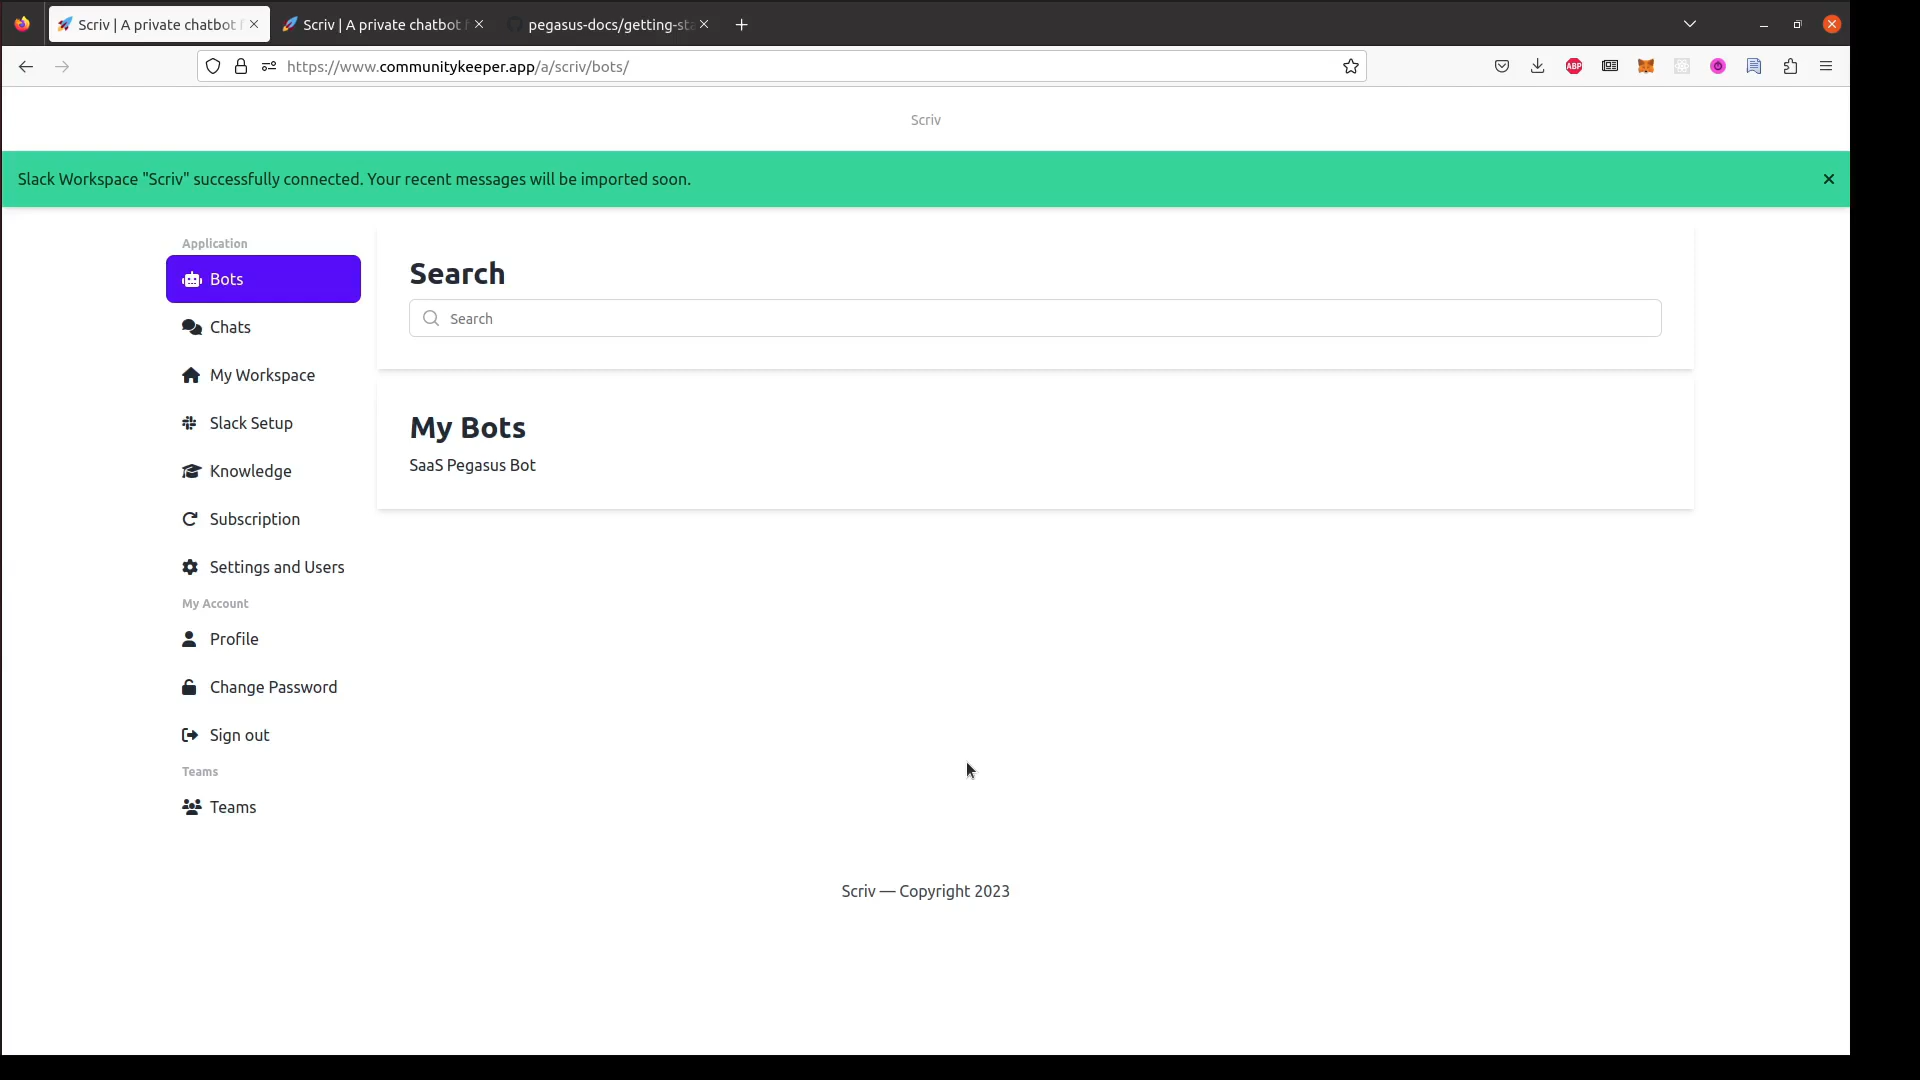 Scriv | A private chatbot
Scriv | A private chatbot
pegasus-docs/getting-sta
https://www.communitykeeper.app/a/scriv/bots/
ABP
Scriv
Slack Workspace "Scriv" successfully connected. Your recent messages will be imported soon.
Application
Bots
Chats
My Workspace
Slack Setup
Knowledge
Subscription
Settings and Users
My Account
Profile
Change Password
Sign out
Teams
Teams
Search
Search
My Bots
SaaS Pegasus Bot
Scriv — Copyright 2023